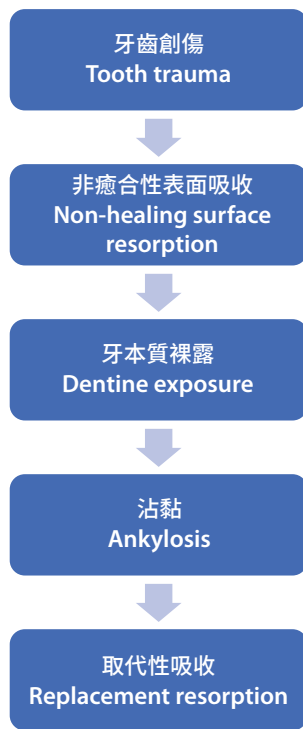 牙齒創傷
Tooth trauma
非癒合性表面吸收
Non-healing surface
resorption
牙本質裸露
Dentine exposure
沾黏
Ankylosis
取代性吸收
Replacement resorption